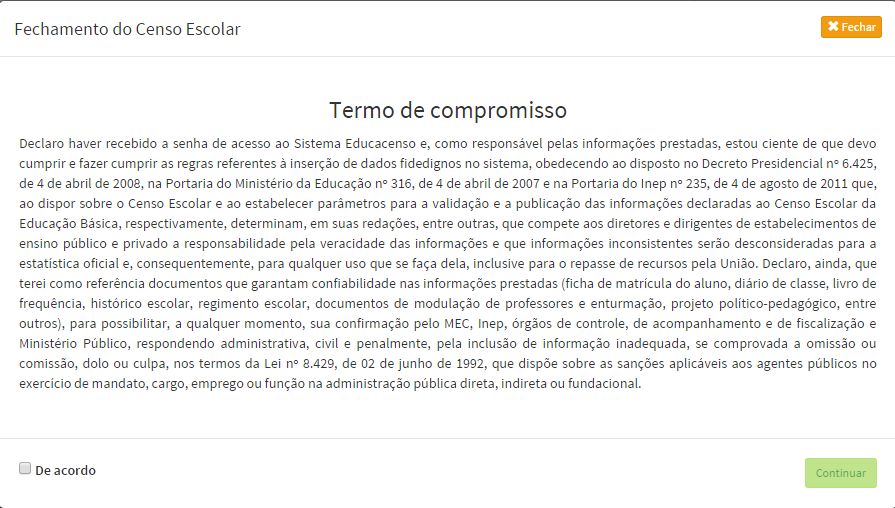 Fechamento do Censo Escolar
Fechar
Termo de compromisso
Declaro haver recebido a senha de acesso ao Sistema Educacenso e, como responsável pelas informações prestadas, estou ciente de que devo
cumprir e fazer cumprir as regras referentes à inserção de dados fidedignos no sistema, obedecendo ao disposto no Decreto Presidencial nº 6.425,
de 4 de abril de 2008, na Portaria do Ministério da Educação nº 316, de 4 de abril de 2007 e na Portaria do Inep nº 235, de 4 de agosto de 2011 que,
ao dispor sobre o Censo Escolar e ao estabelecer parâmetros para a validação e a publicação das informações declaradas ao Censo Escolar da
Educação Básica, respectivamente, determinam, em suas redações, entre outras, que compete aos diretores e dirigentes de estabelecimentos de
ensino público e privado a responsabilidade pela veracidade das informações e que informações inconsistentes serão desconsideradas para a
estatística oficial e, consequentemente, para qualquer uso que se faça dela, inclusive para o repasse de recursos pela União. Declaro, ainda, que
terei como referência documentos que garantam confiabilidade nas informações prestadas (ficha de matrícula do aluno, diário de classe, livro de
frequência, histórico escolar, regimento escolar, documentos de modulação de professores e enturmação, projeto político-pedagógico, entre
outros), para possibilitar, a qualquer momento, sua confirmação pelo MEC, Inep, órgãos de controle, de acompanhamento e de fiscalização e
Ministério Público, respondendo administrativa, civil e penalmente, pela inclusão de informação inadequada, se comprovada a omissão ou
comissão, dolo ou culpa, nos termos da Lei nº 8.429, de 02 de junho de 1992, que dispõe sobre as sanções aplicáveis aos agentes públicos no
exercício de mandato, cargo, emprego ou função na administração pública direta, indireta ou fundacional.
De acordo
Continuar